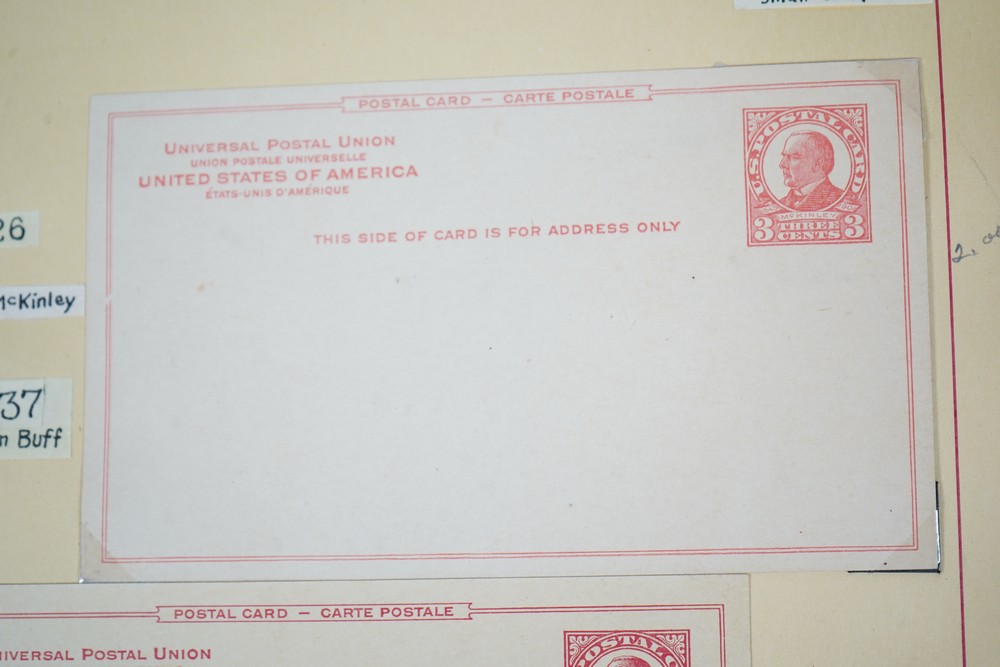 POSTAL CARD — CARTE POSTALE
UNIVERSAL POSTAL UNION
UNION POSTALE UNIVERSELLE
UNITED STATES OF AMERICA
ÉTATS-UNIS D'AMÉRIQUE
THIS SIDE OF CARD IS FOR ADDRESS ONLY
U.S. POSTAL CARD
McKINLEY
3 THREE CENTS 3
26
McKinley
37
Buff
2.
POSTAL CARD — CARTE POSTALE
POSTAL UNION
POSTAL